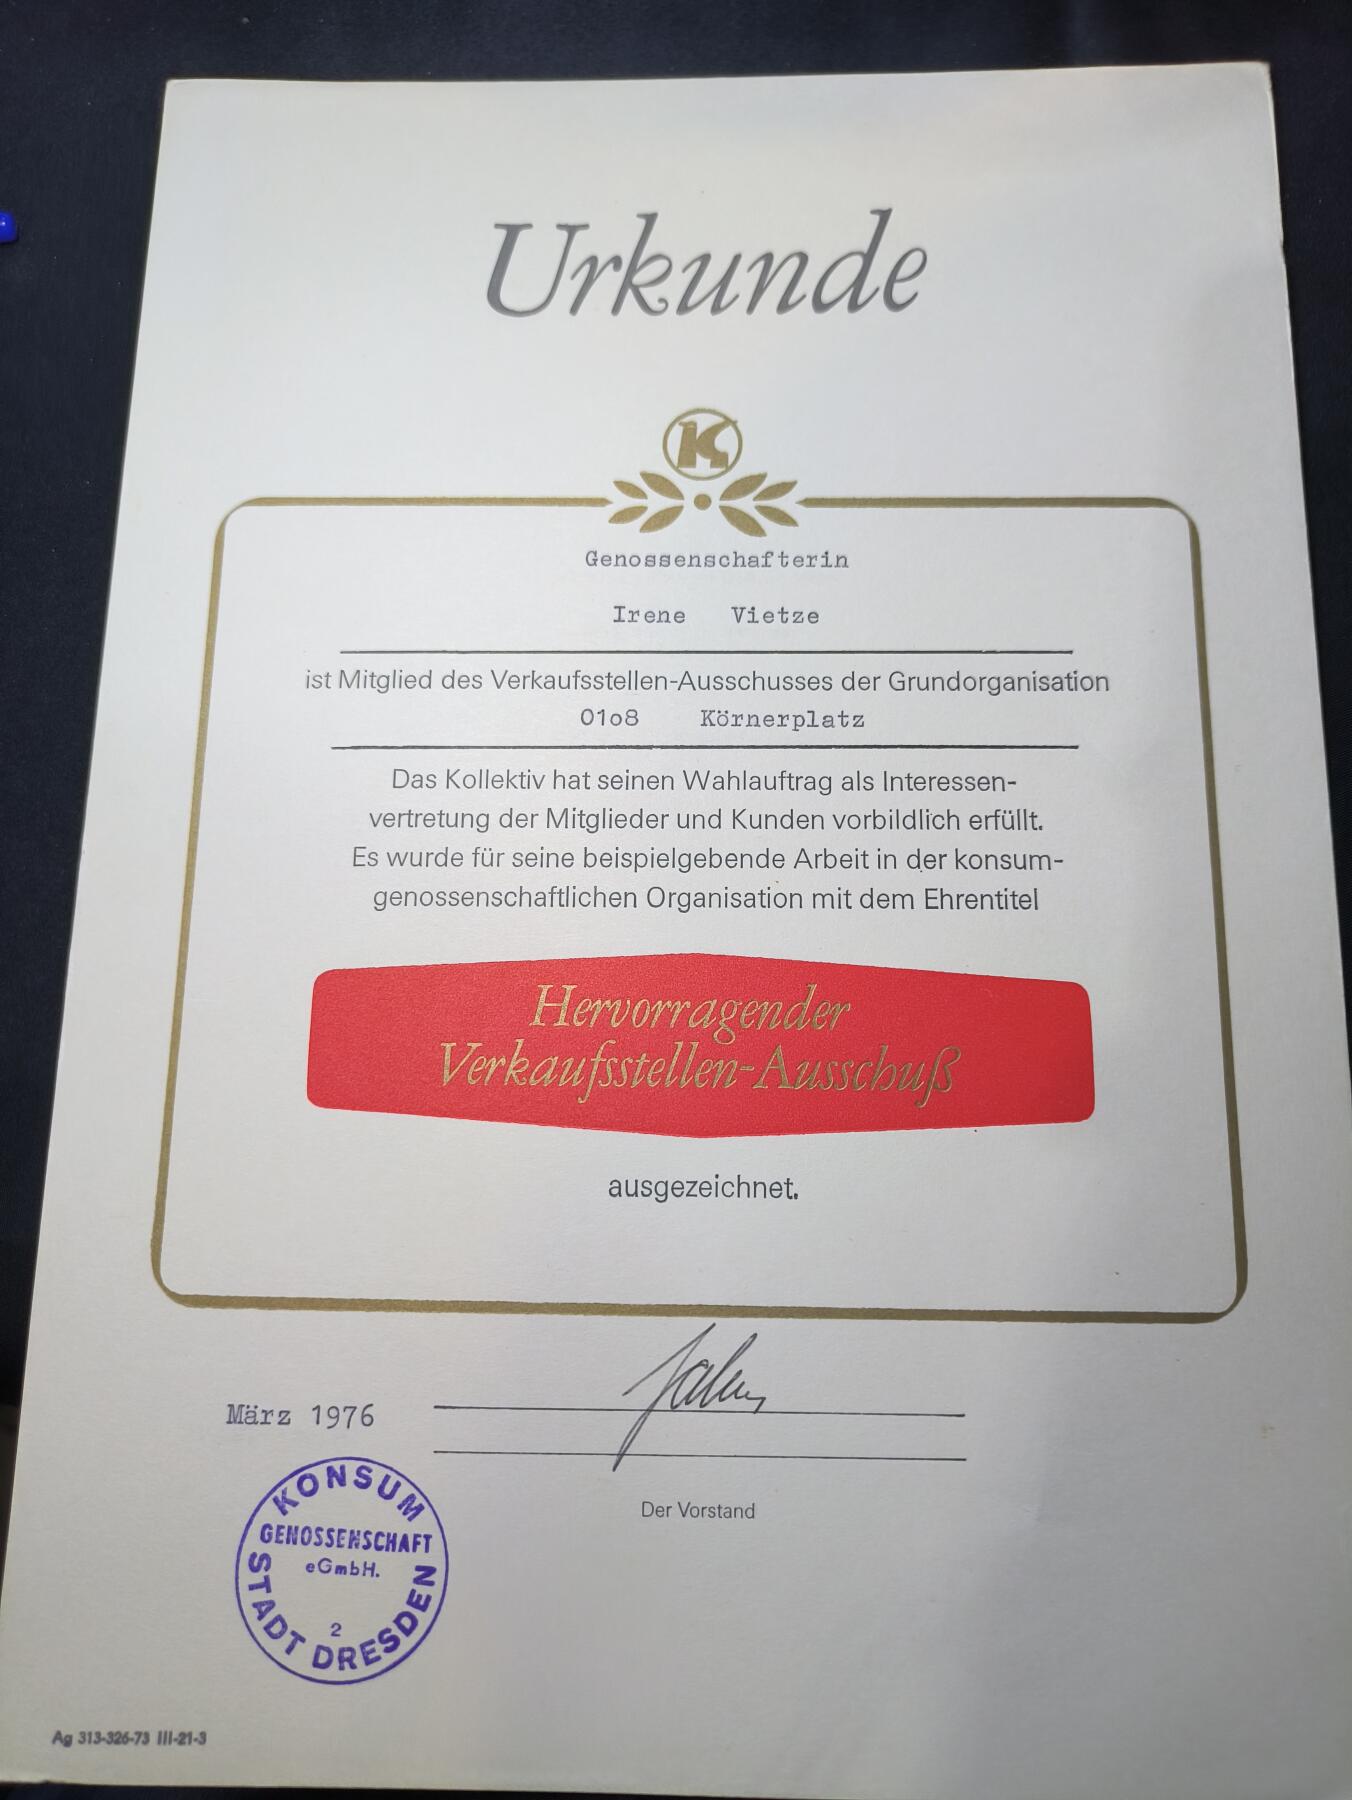 Urkunde
K
Genossenschafterin
Irene Vietze
ist Mitglied des Verkaufsstellen-Ausschusses der Grundorganisation
01o8 Körnerplatz
Das Kollektiv hat seinen Wahlauftrag als Interessen-
vertretung der Mitglieder und Kunden vorbildlich erfüllt.
Es wurde für seine beispielgebende Arbeit in der konsum-
genossenschaftlichen Organisation mit dem Ehrentitel
Hervorragender
Verkaufsstellen-Ausschuß
ausgezeichnet.
März 1976
Der Vorstand
KONSUM
GENOSSENSCHAFT
eGmbH.
2
STADT DRESDEN
Ag 313-326-73 III-21-3